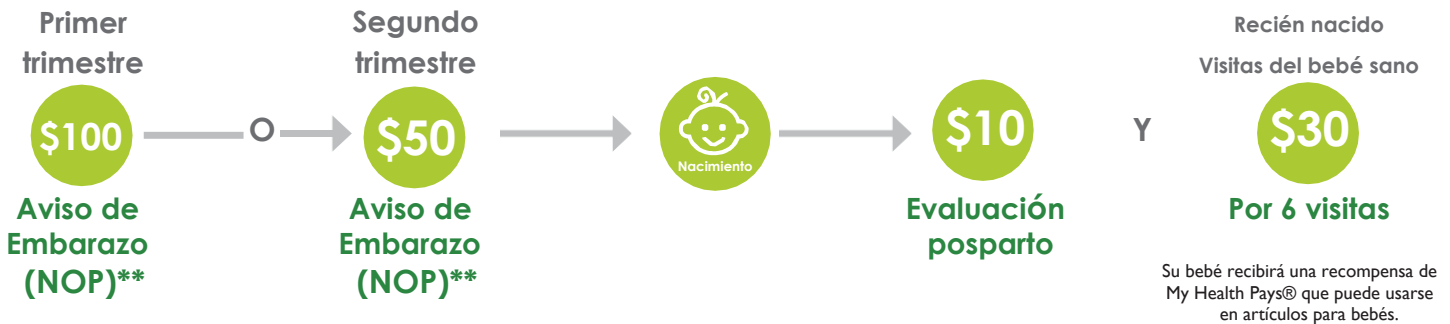 Primer
trimestre
$100
Aviso de
Embarazo
(NOP)**
O
Segundo
trimestre
$50
Aviso de
Embarazo
(NOP)**
Nacimiento
$10
Evaluación
posparto
Y
Recién nacido
Visitas del bebé sano
$30
Por 6 visitas
Su bebé recibirá una recompensa de
My Health Pays® que puede usarse
en artículos para bebés.